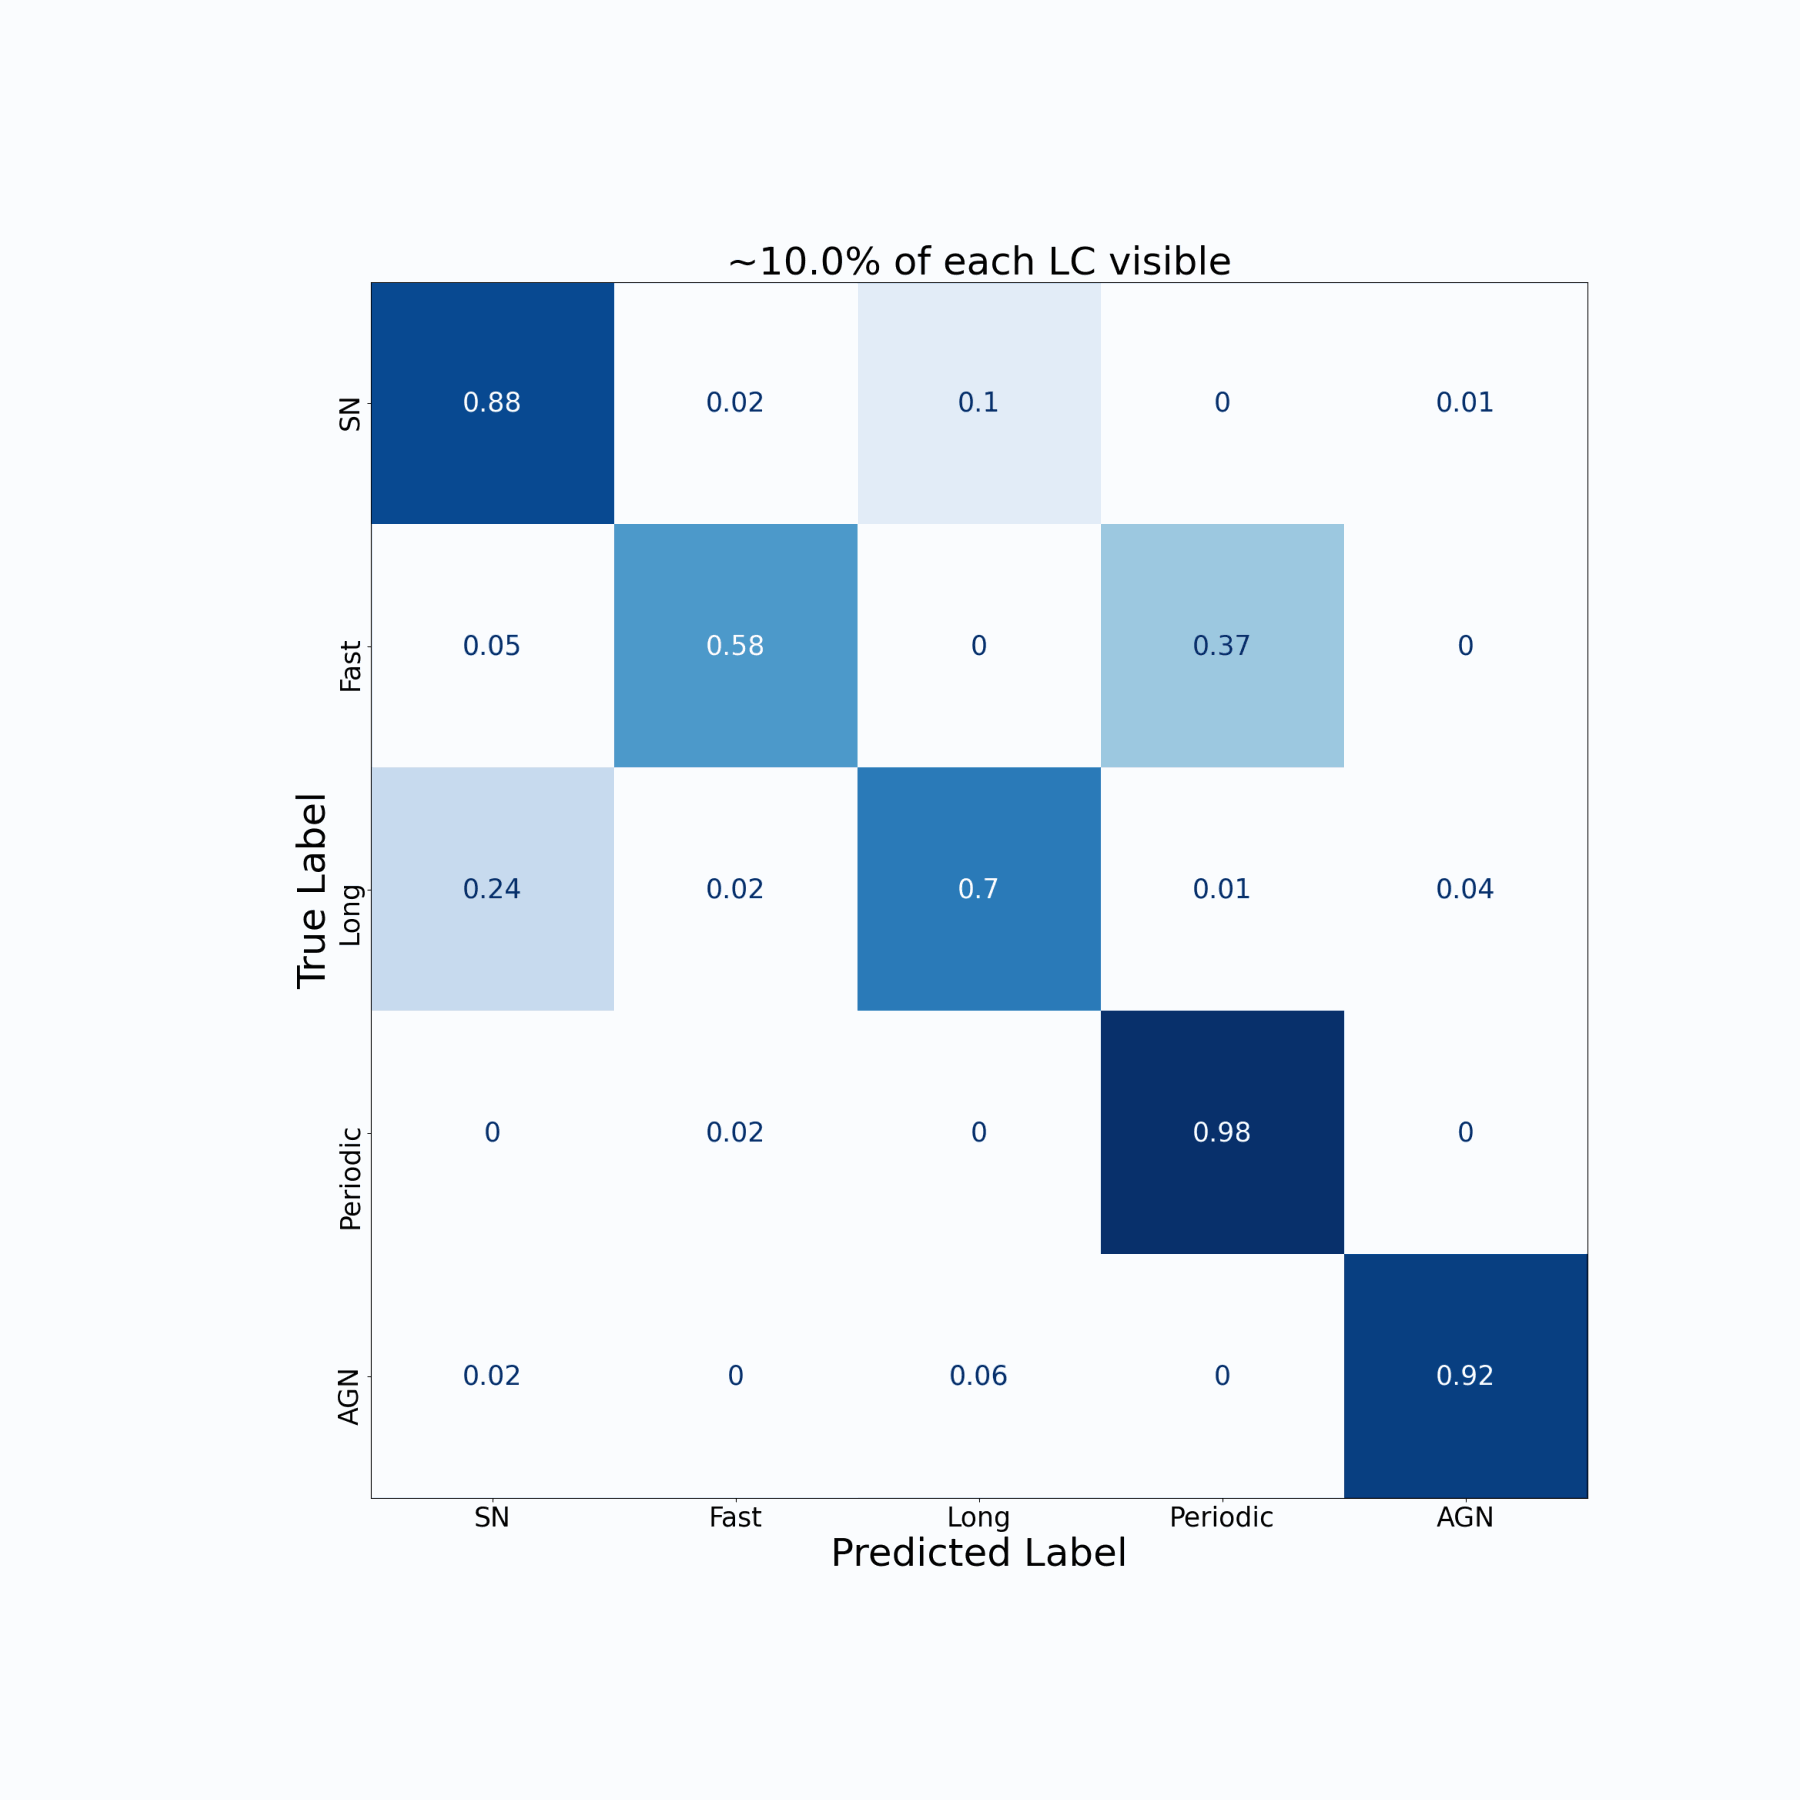 ~10.0% of each LC visible
True Label
SN
0.88 0.02 0.1 0 0.01
Fast
0.05 0.58 0 0.37 0
Long
0.24 0.02 0.7 0.01 0.04
Periodic
0 0.02 0 0.98 0
AGN
0.02 0 0.06 0 0.92
SN Fast Long Periodic AGN
Predicted Label